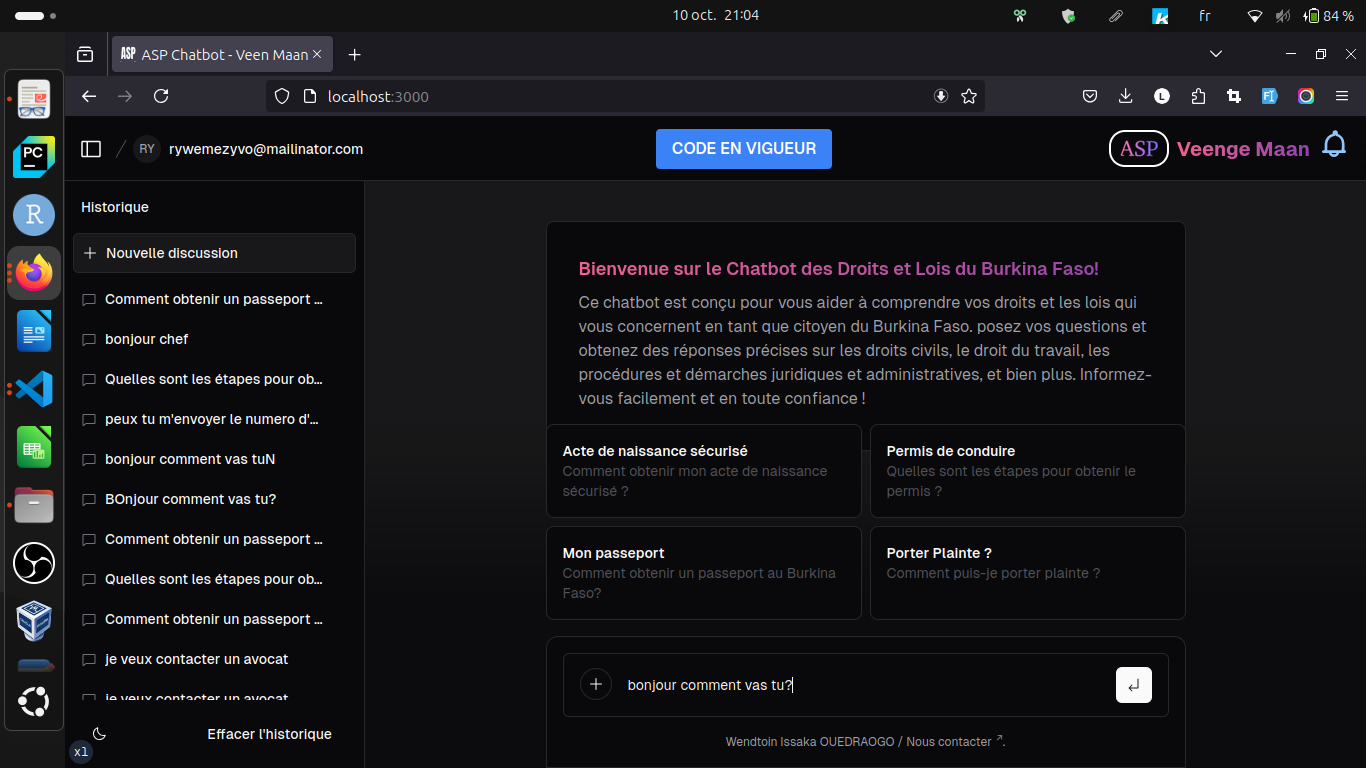 10 oct. 21:04
fr
84 %
ASP ASP Chatbot - Veen Maan
localhost:3000
L
PC
R
RY rywemezyvo@mailinator.com
CODE EN VIGUEUR
ASP Veenge Maan
Historique
Nouvelle discussion
Comment obtenir un passeport ...
bonjour chef
Quelles sont les étapes pour ob...
peux tu m'envoyer le numero d'...
bonjour comment vas tuN
BOnjour comment vas tu?
Comment obtenir un passeport ...
Quelles sont les étapes pour ob...
Comment obtenir un passeport ...
je veux contacter un avocat
je veux contacter un avocat
Effacer l'historique
xl
Bienvenue sur le Chatbot des Droits et Lois du Burkina Faso!
Ce chatbot est conçu pour vous aider à comprendre vos droits et les lois qui
vous concernent en tant que citoyen du Burkina Faso. posez vos questions et
obtenez des réponses précises sur les droits civils, le droit du travail, les
procédures et démarches juridiques et administratives, et bien plus. Informez-
vous facilement et en toute confiance !
Acte de naissance sécurisé
Comment obtenir mon acte de naissance
sécurisé ?
Permis de conduire
Quelles sont les étapes pour obtenir le
permis ?
Mon passeport
Comment obtenir un passeport au Burkina
Faso?
Porter Plainte ?
Comment puis-je porter plainte ?
bonjour comment vas tu?
Wendtoin Issaka OUEDRAOGO / Nous contacter ↗.